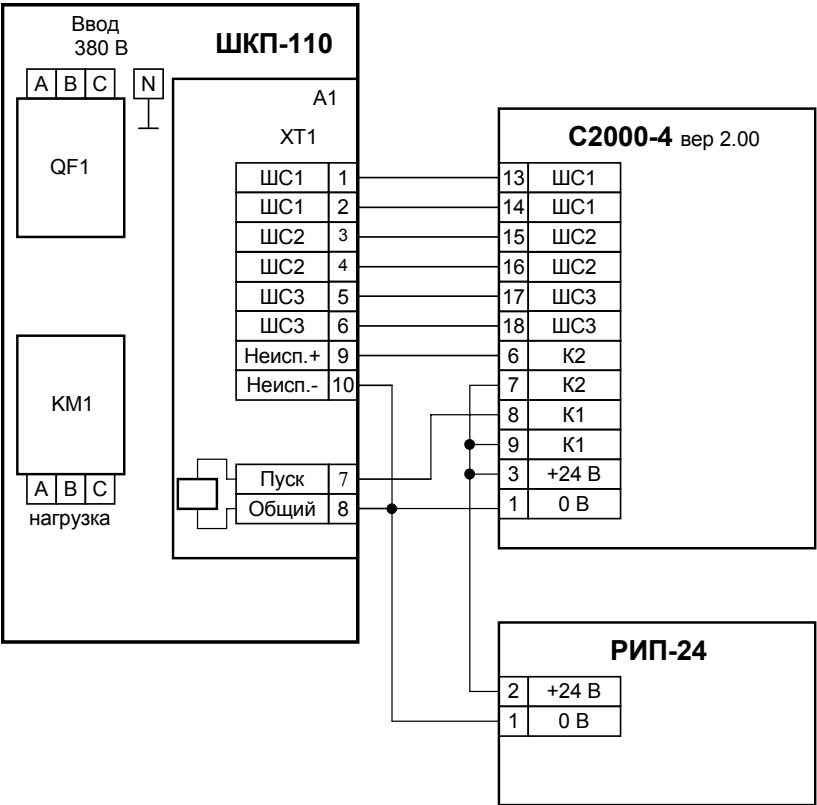 Ввод
380 В
ШКП-110
A B C N
QF1
A1
XT1
ШС1 1
ШС1 2
ШС2 3
ШС2 4
ШС3 5
ШС3 6
Неисп.+ 9
Неисп.- 10
KM1
A B C
нагрузка
Пуск 7
Общий 8
С2000-4 вер 2.00
13 ШС1
14 ШС1
15 ШС2
16 ШС2
17 ШС3
18 ШС3
6 К2
7 К2
8 К1
9 К1
3 +24 В
1 0 В
РИП-24
2 +24 В
1 0 В